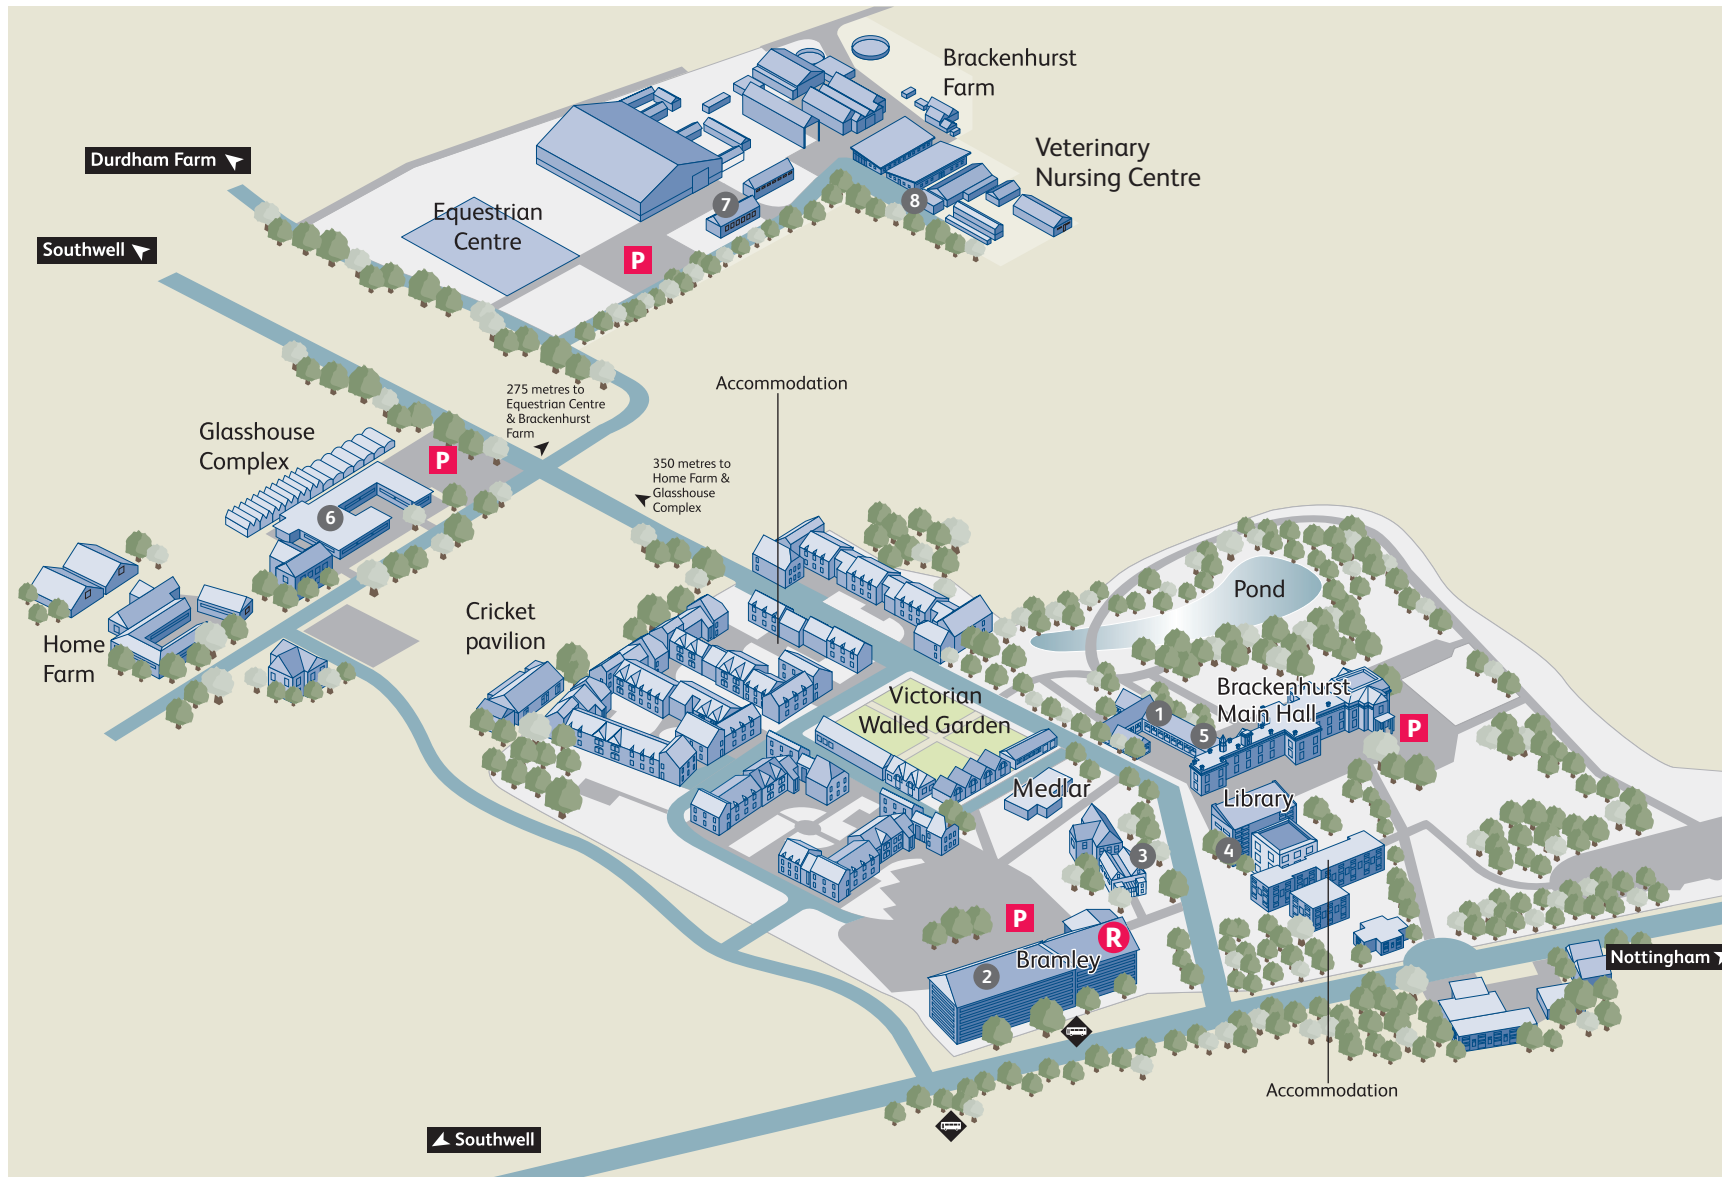 Brackenhurst
Farm
Durdham Farm
Veterinary
Nursing Centre
7
8
Equestrian
Centre
Southwell
P
Accommodation
275 metres to
Equestrian Centre
& Brackenhurst
Farm
Glasshouse
Complex
P
350 metres to
Home Farm &
Glasshouse
Complex
6
Cricket
pavilion
Pond
Home
Farm
Victorian
Walled Garden
Brackenhurst
Main Hall
1
5
P
Medlar
Library
3
4
P
R
Bramley
2
Nottingham
Accommodation
Southwell